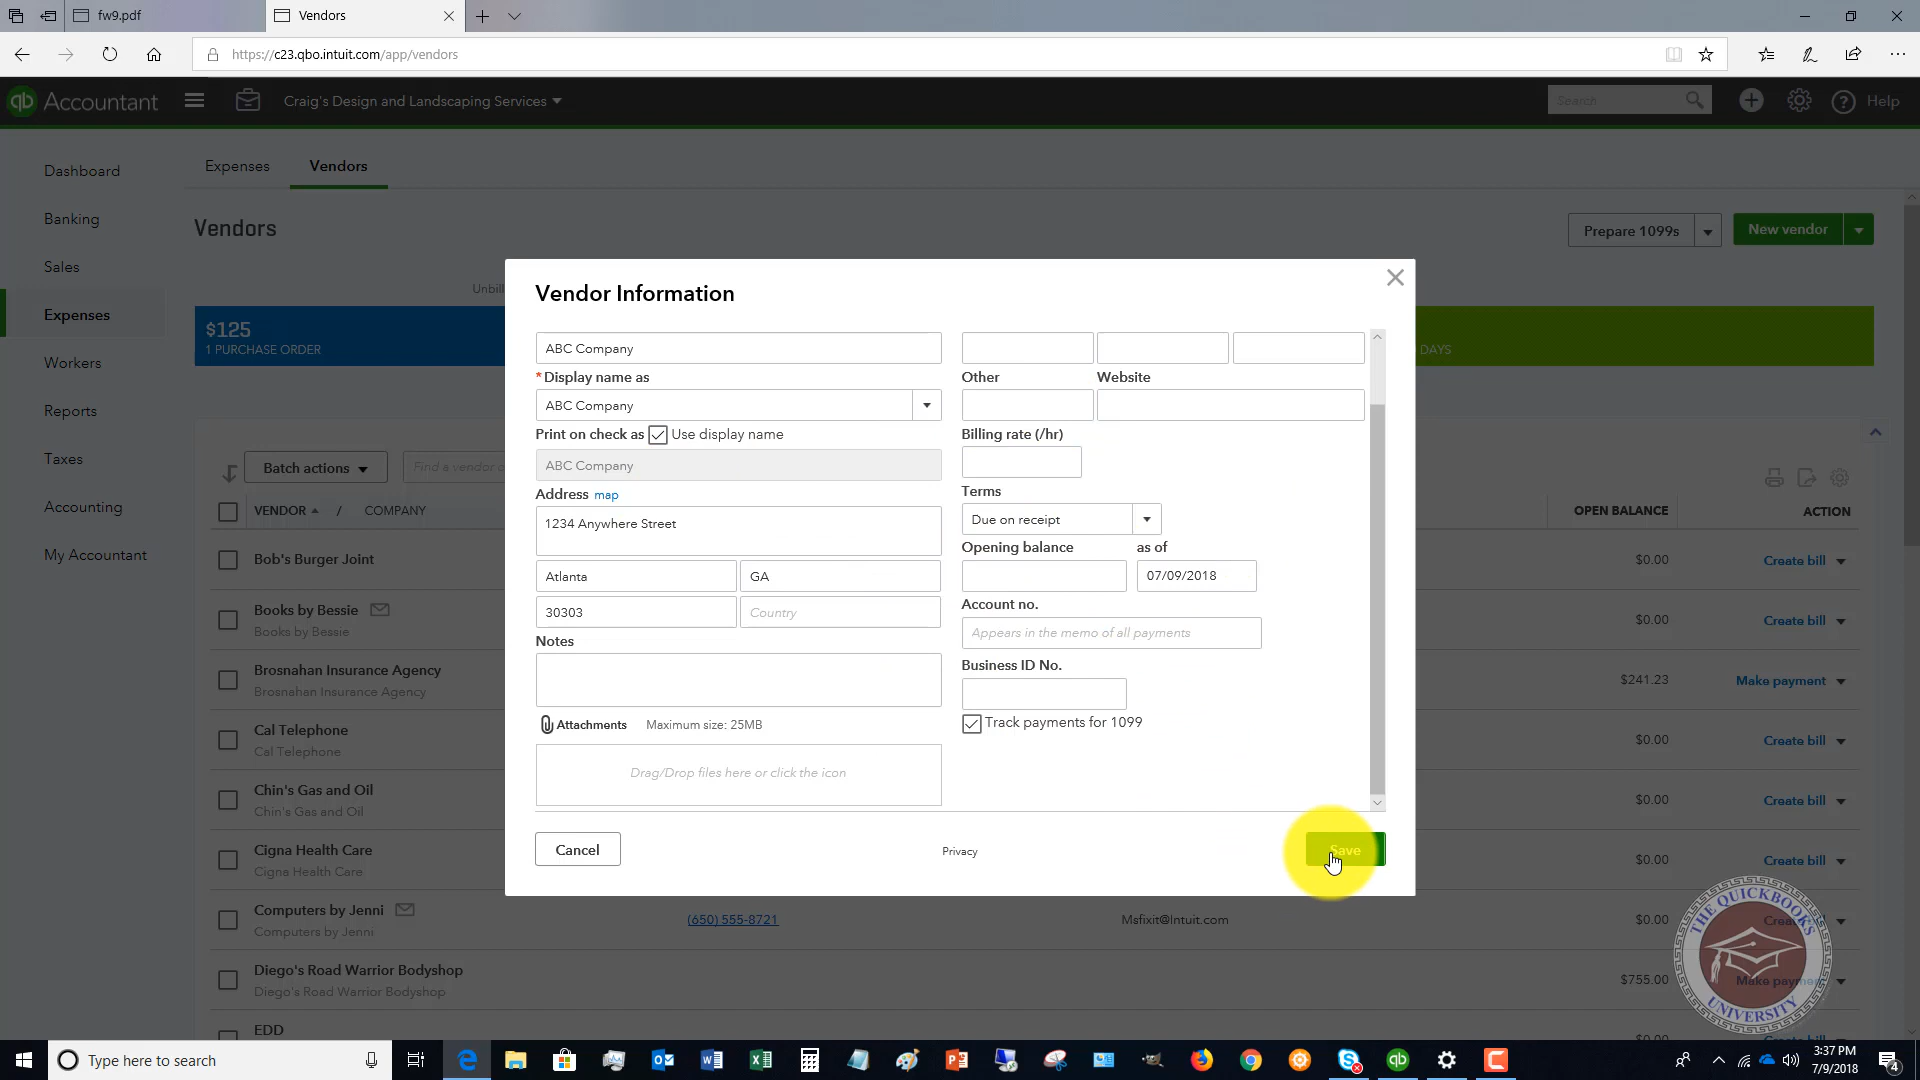 fw9.pdf
Vendors
https://c23.qbo.intuit.com/app/vendors
qb Accountant
Craig's Design and Landscaping Services
Search
Help
Dashboard
Banking
Sales
Expenses
Workers
Reports
Taxes
Accounting
My Accountant
Expenses
Vendors
Vendors
Prepare 1099s
New vendor
Unbill
$125
1 PURCHASE ORDER
DAYS
Batch actions
Find a vendor o
VENDOR / COMPANY
OPEN BALANCE
ACTION
Bob's Burger Joint
$0.00
Create bill
Books by Bessie
Books by Bessie
$0.00
Create bill
Brosnahan Insurance Agency
Brosnahan Insurance Agency
$241.23
Make payment
Cal Telephone
Cal Telephone
$0.00
Create bill
Chin's Gas and Oil
Chin's Gas and Oil
$0.00
Create bill
Cigna Health Care
Cigna Health Care
$0.00
Create bill
Computers by Jenni
Computers by Jenni
(650) 555-8721
Msfixit@Intuit.com
$0.00
Create bill
Diego's Road Warrior Bodyshop
Diego's Road Warrior Bodyshop
$755.00
Make payment
EDD
Vendor Information
ABC Company
*Display name as
ABC Company
Print on check as Use display name
ABC Company
Address map
1234 Anywhere Street
Atlanta
GA
30303
Country
Notes
Attachments Maximum size: 25MB
Drag/Drop files here or click the icon
Other
Website
Billing rate (/hr)
Terms
Due on receipt
Opening balance
as of
07/09/2018
Account no.
Appears in the memo of all payments
Business ID No.
Track payments for 1099
Cancel
Privacy
Save
THE QUICKBOOKS
UNIVERSITY
Type here to search
3:37 PM
7/9/2018
4